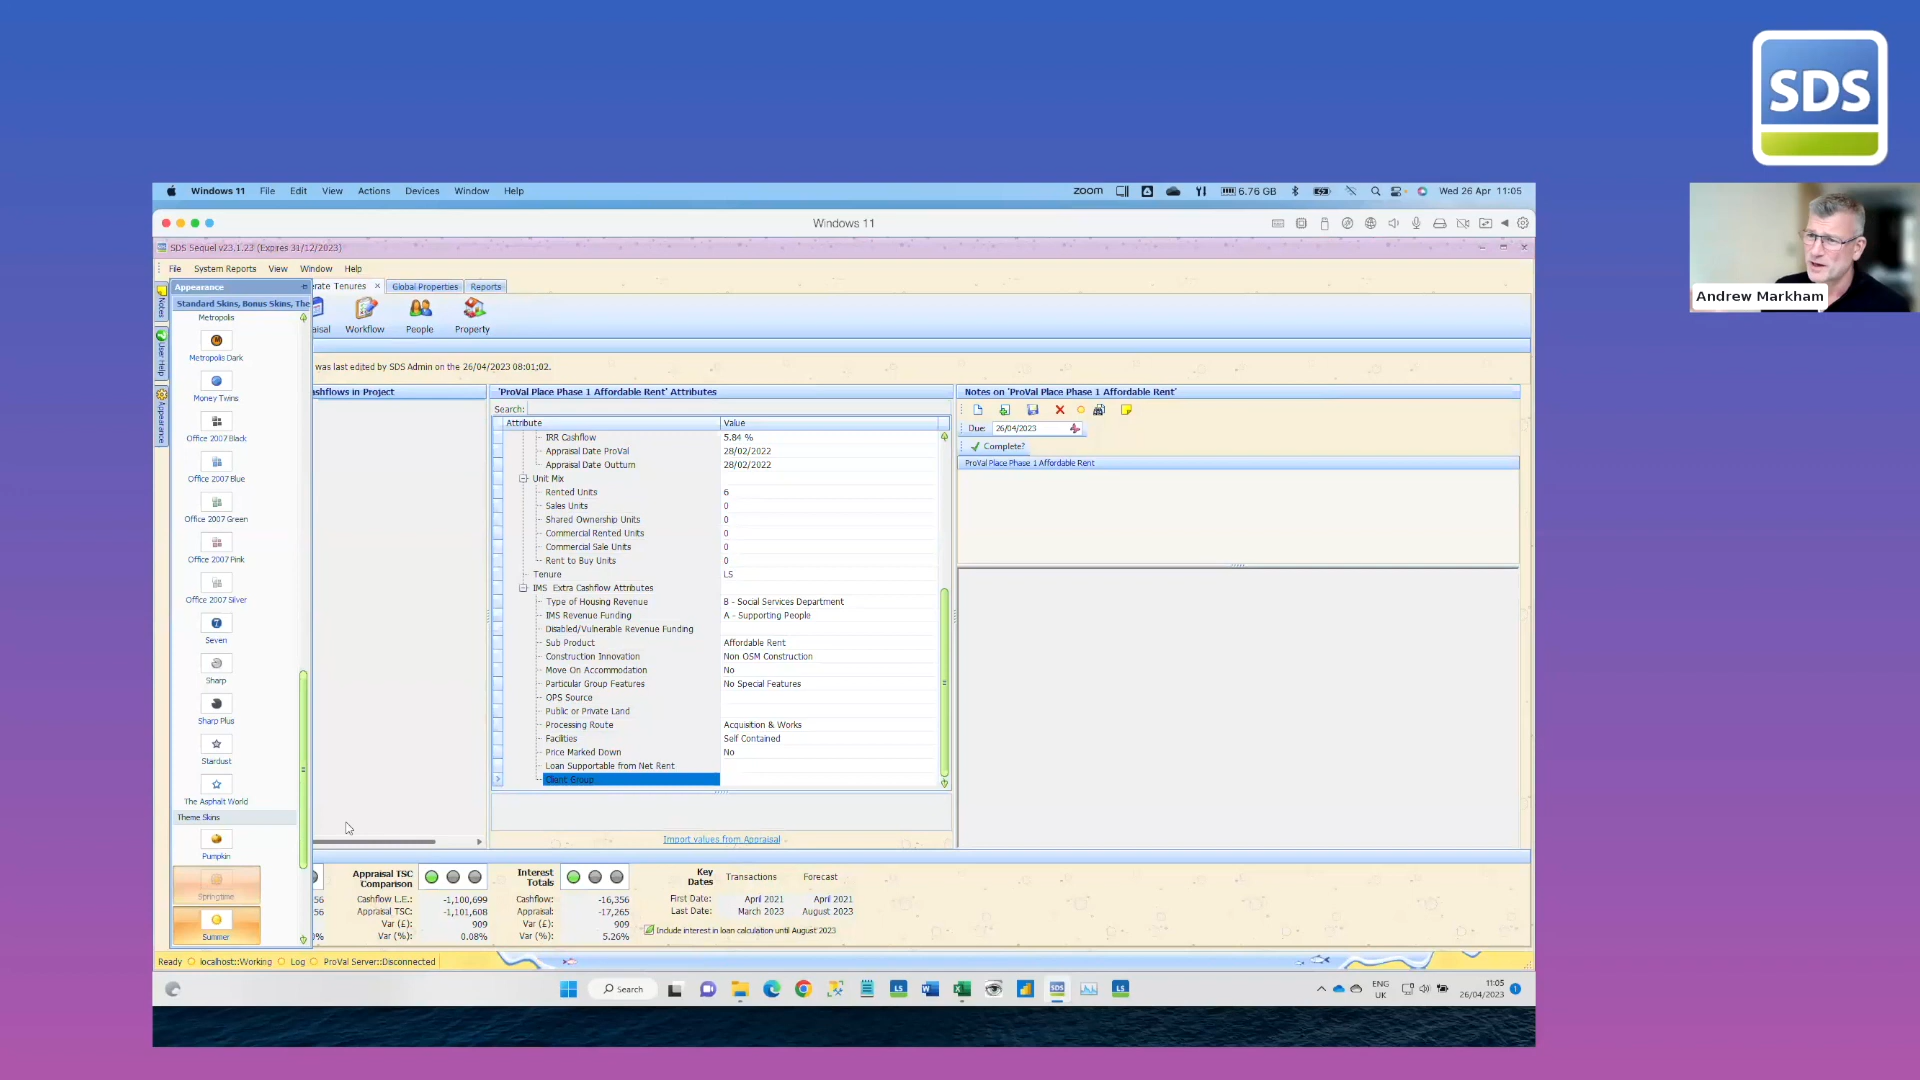 SDS
Andrew Markham
Windows 11 File Edit View Actions Devices Window Help
zoom 6.76 GB Wed 26 Apr 11:05
Windows 11
SDS Sequel v23.1.23 (Expires 31/12/2023)
File System Reports View Window Help
Appearance
rate Tenures Global Properties Reports
Standard Skins, Bonus Skins, The
Notes
User Help
Appearance
Metropolis
Metropolis Dark
Money Twins
Office 2007 Black
Office 2007 Blue
Office 2007 Green
Office 2007 Pink
Office 2007 Silver
Seven
Sharp
Sharp Plus
Stardust
The Asphalt World
Theme Skins
Pumpkin
Springtime
Summer
aisal Workflow People Property
was last edited by SDS Admin on the 26/04/2023 08:01:02.
ashflows in Project
'ProVal Place Phase 1 Affordable Rent' Attributes
Search:
Attribute Value
IRR Cashflow 5.84 %
Appraisal Date ProVal 28/02/2022
Appraisal Date Outturn 28/02/2022
Unit Mix
Rented Units 6
Sales Units 0
Shared Ownership Units 0
Commercial Rented Units 0
Commercial Sale Units 0
Rent to Buy Units 0
Tenure LS
IMS Extra Cashflow Attributes
Type of Housing Revenue B - Social Services Department
IMS Revenue Funding A - Supporting People
Disabled/Vulnerable Revenue Funding
Sub Product Affordable Rent
Construction Innovation Non OSM Construction
Move On Accommodation No
Particular Group Features No Special Features
OPS Source
Public or Private Land
Processing Route Acquisition & Works
Facilities Self Contained
Price Marked Down No
Loan Supportable from Net Rent
Client Group
Import values from Appraisal
Notes on 'ProVal Place Phase 1 Affordable Rent'
Due: 26/04/2023
Complete?
ProVal Place Phase 1 Affordable Rent
56
56
0%
Appraisal TSC Comparison
Cashflow L.E.: -1,100,699
Appraisal TSC: -1,101,608
Var (£): 909
Var (%): 0.08%
Interest Totals
Cashflow: -16,356
Appraisal: -17,265
Var (£): 909
Var (%): 5.26%
Key Dates Transactions Forecast
First Date: April 2021 April 2021
Last Date: March 2023 August 2023
Include interest in loan calculation until August 2023
Ready localhost::Working Log ProVal Server::Disconnected
Search
ENG UK
11:05
26/04/2023
1